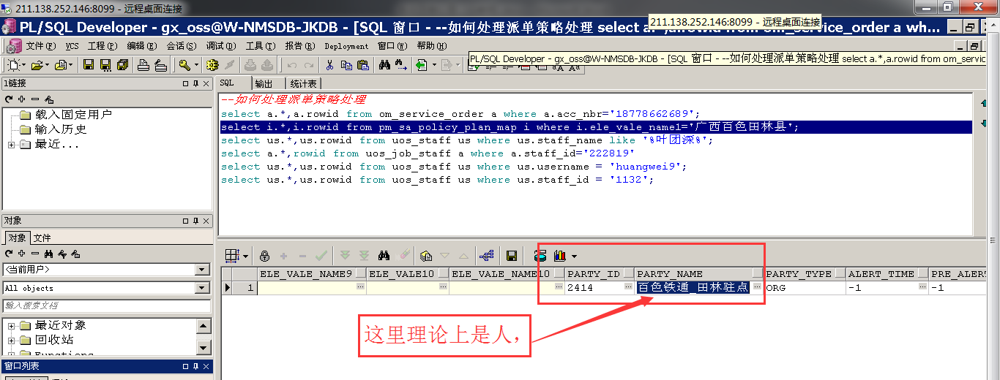 211.138.252.146:8099 - 远程桌面连接
PL/SQL Developer - gx_oss@W-NMSDB-JKDB - [SQL 窗口 - --如何处理派单策略处理 select a.*,a.rowid from om_service_order a wh...
211.138.252.146:8099 - 远程桌面连接
文件(F) VCS 工程(P) 编辑(E) 会话(S) 调试(D) 工具(T) 报告(R) Deployment 窗口(W) 帮助(H)
PL/SQL Developer - gx_oss@W-NMSDB-JKDB - [SQL 窗口 - --如何处理派单策略处理 select a.*,a.rowid from om_servic
l链接
载入固定用户
输入历史
最近...
SQL 输出 统计表
--如何处理派单策略处理
select a.*,a.rowid from om_service_order a where a.acc_nbr='18778662689';
select i.*,i.rowid from pm_sa_policy_plan_map i where i.ele_vale_name1='广西百色田林县';
select us.*,us.rowid from uos_staff us where us.staff_name like '%叶团深%';
select a.*,rowid from uos_job_staff a where a.staff_id='222819'
select us.*,us.rowid from uos_staff us where us.username = 'huangwei9';
select us.*,us.rowid from uos_staff us where us.staff_id = '1132';
对象
对象 文件
<当前用户>
All objects
输入搜索文档
最近对象
回收站
Functions
窗口列表
ELE_VALE_NAME9 ELE_VALE10 ELE_VALE_NAME10 PARTY_ID PARTY_NAME PARTY_TYPE ALERT_TIME PRE_ALERT
1 2414 百色铁通_田林驻点 ORG -1 -1
这里理论上是人，